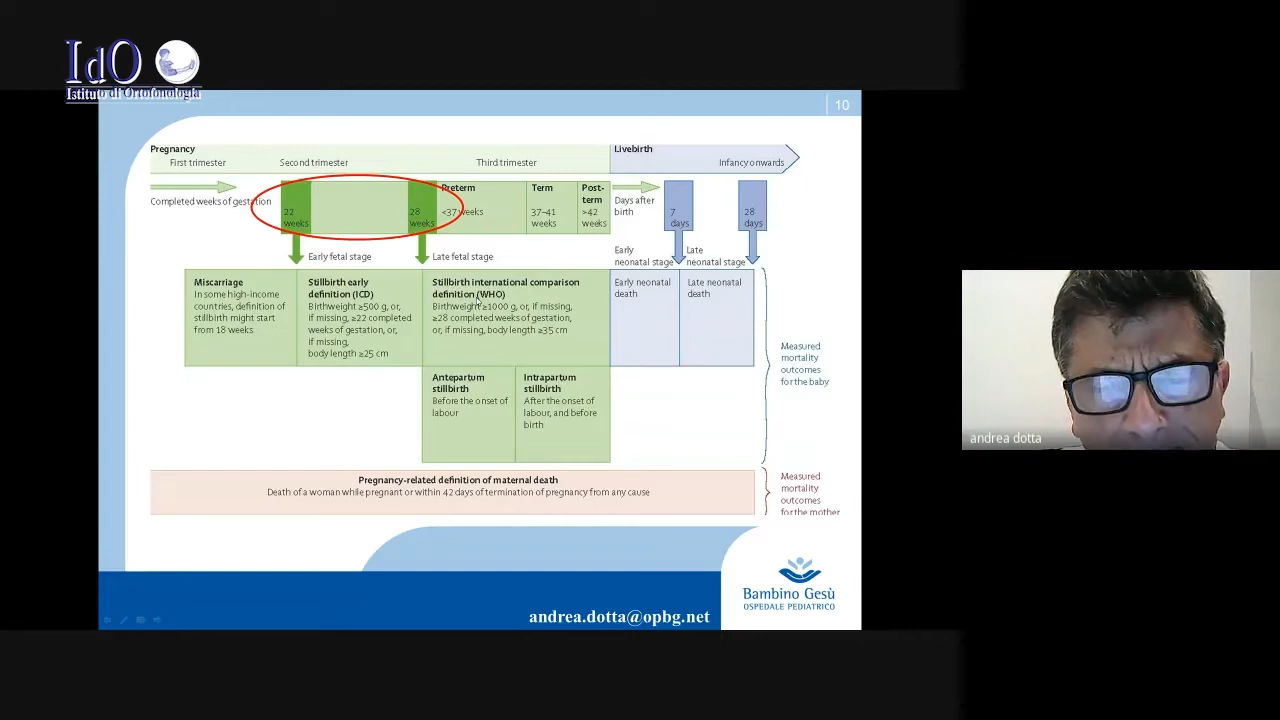 IdO
Istituto di Ortofonologia
10
Pregnancy
First trimester
Second trimester
Third trimester
Livebirth
Infancy onwards
Completed weeks of gestation
22
weeks
28
weeks
Preterm
<37 weeks
Term
37–41
weeks
Post-
term
>42
weeks
Days after
birth
7
days
28
days
Early fetal stage
Late fetal stage
Early
neonatal stage
Late
neonatal stage
Miscarriage
In some high-income
countries, definition of
stillbirth might start
from 18 weeks
Stillbirth early
definition (ICD)
Birthweight ≥500 g, or,
if missing, ≥22 completed
weeks of gestation, or,
if missing,
body length ≥25 cm
Stillbirth international comparison
definition (WHO)
Birthweight ≥1000 g, or, if missing,
≥28 completed weeks of gestation,
or, if missing, body length ≥35 cm
Early neonatal
death
Late neonatal
death
Measured
mortality
outcomes
for the baby
Antepartum
stillbirth
Before the onset of
labour
Intrapartum
stillbirth
After the onset of
labour, and before
birth
Pregnancy-related definition of maternal death
Death of a woman while pregnant or within 42 days of termination of pregnancy from any cause
Measured
mortality
outcomes
for the mother
Bambino Gesù
OSPEDALE PEDIATRICO
andrea.dotta@opbg.net
andrea dotta